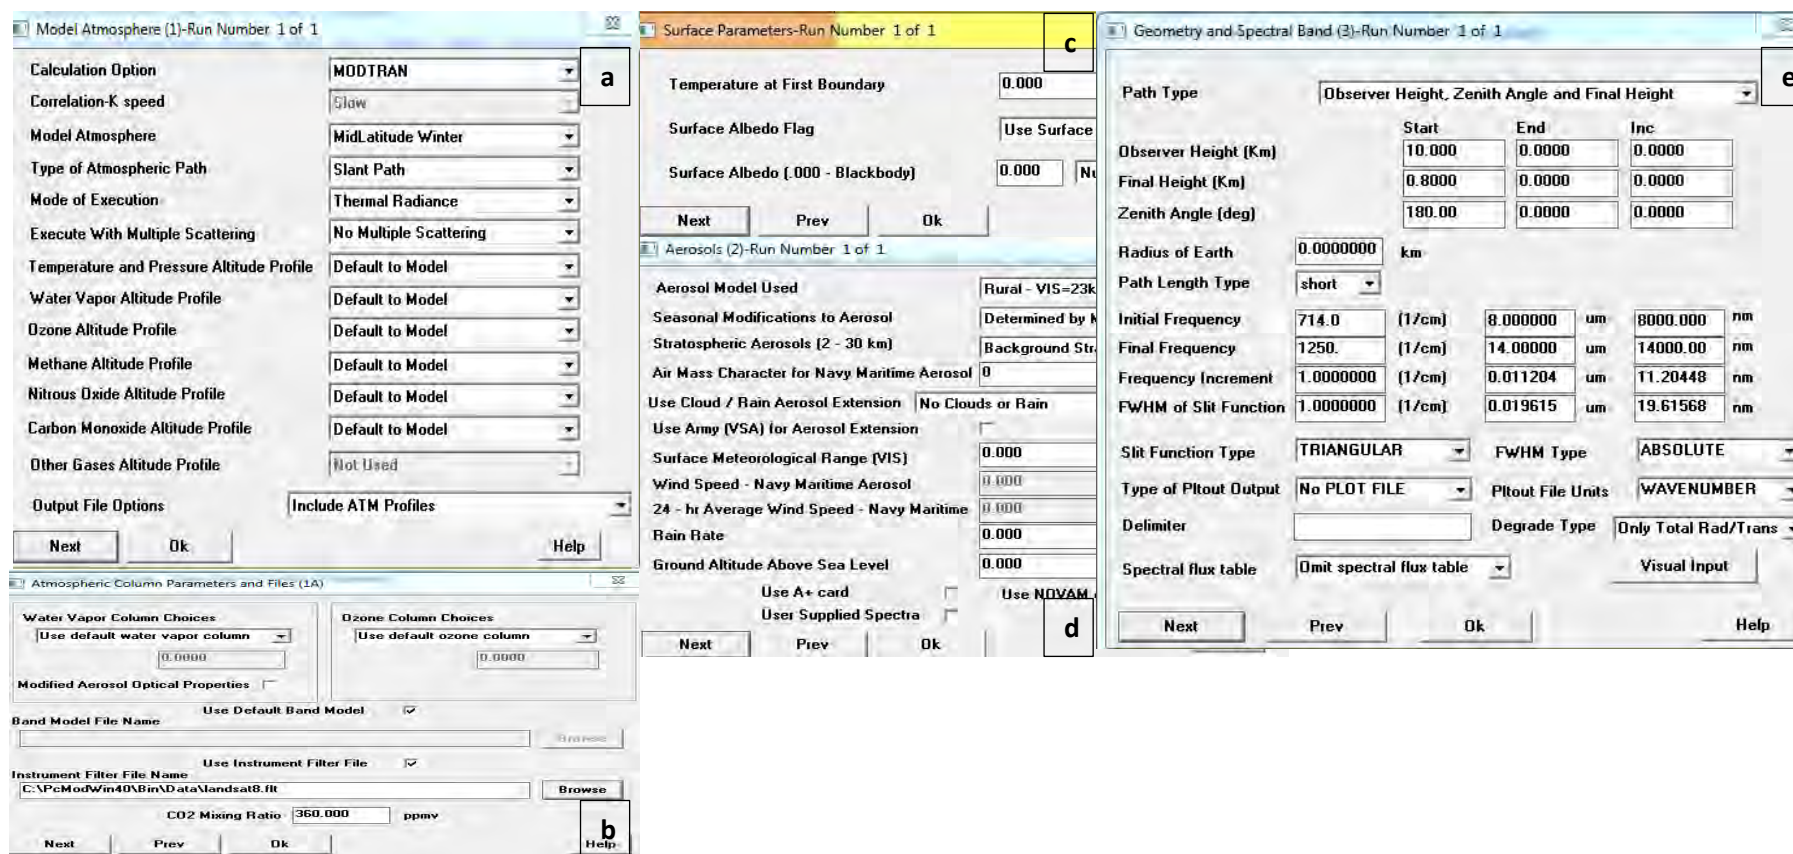 Model Atmosphere (1)-Run Number 1 of 1
a
Calculation Option MODTRAN
Correlation-K speed Slow
Model Atmosphere MidLatitude Winter
Type of Atmospheric Path Slant Path
Mode of Execution Thermal Radiance
Execute With Multiple Scattering No Multiple Scattering
Temperature and Pressure Altitude Profile Default to Model
Water Vapor Altitude Profile Default to Model
Ozone Altitude Profile Default to Model
Methane Altitude Profile Default to Model
Nitrous Oxide Altitude Profile Default to Model
Carbon Monoxide Altitude Profile Default to Model
Other Gases Altitude Profile Not Used
Output File Options Include ATM Profiles
Next Ok Help
Atmospheric Column Parameters and Files (1A)
Water Vapor Column Choices Ozone Column Choices
Use default water vapor column Use default ozone column
0.0000 0.0000
Modified Aerosol Optical Properties
Use Default Band Model
Band Model File Name
Browse
Use Instrument Filter File
Instrument Filter File Name
C:\PcModWin40\Bin\Data\landsat8.flt Browse
CO2 Mixing Ratio 360.000 ppmv
b
Next Prev Ok Help
Surface Parameters-Run Number 1 of 1
c
Temperature at First Boundary 0.000
Surface Albedo Flag Use Surface
Surface Albedo (.000 - Blackbody) 0.000 Nu
Next Prev Ok
Aerosols (2)-Run Number 1 of 1
Aerosol Model Used Rural - VIS=23k
Seasonal Modifications to Aerosol Determined by M
Stratospheric Aerosols (2 - 30 km) Background Stra
Air Mass Character for Navy Maritime Aerosol 0
Use Cloud / Rain Aerosol Extension No Clouds or Rain
Use Army (VSA) for Aerosol Extension
Surface Meteorological Range (VIS) 0.000
Wind Speed - Navy Maritime Aerosol 0.000
24 - hr Average Wind Speed - Navy Maritime 0.000
Rain Rate 0.000
Ground Altitude Above Sea Level 0.000
Use A+ card Use NOVAM
User Supplied Spectra
d
Next Prev Ok
Geometry and Spectral Band (3)-Run Number 1 of 1
e
Path Type Observer Height, Zenith Angle and Final Height
Start End Inc
Observer Height (Km) 10.000 0.0000 0.0000
Final Height (Km) 0.8000 0.0000 0.0000
Zenith Angle (deg) 180.00 0.0000 0.0000
Radius of Earth 0.0000000 km
Path Length Type short
Initial Frequency 714.0 (1/cm) 8.000000 um 8000.000 nm
Final Frequency 1250. (1/cm) 14.00000 um 14000.00 nm
Frequency Increment 1.0000000 (1/cm) 0.011204 um 11.20448 nm
FWHM of Slit Function 1.0000000 (1/cm) 0.019615 um 19.61568 nm
Slit Function Type TRIANGULAR FWHM Type ABSOLUTE
Type of Pltout Output No PLOT FILE Pltout File Units WAVENUMBER
Delimiter Degrade Type Only Total Rad/Trans
Spectral flux table Omit spectral flux table Visual Input
Next Prev Ok Help